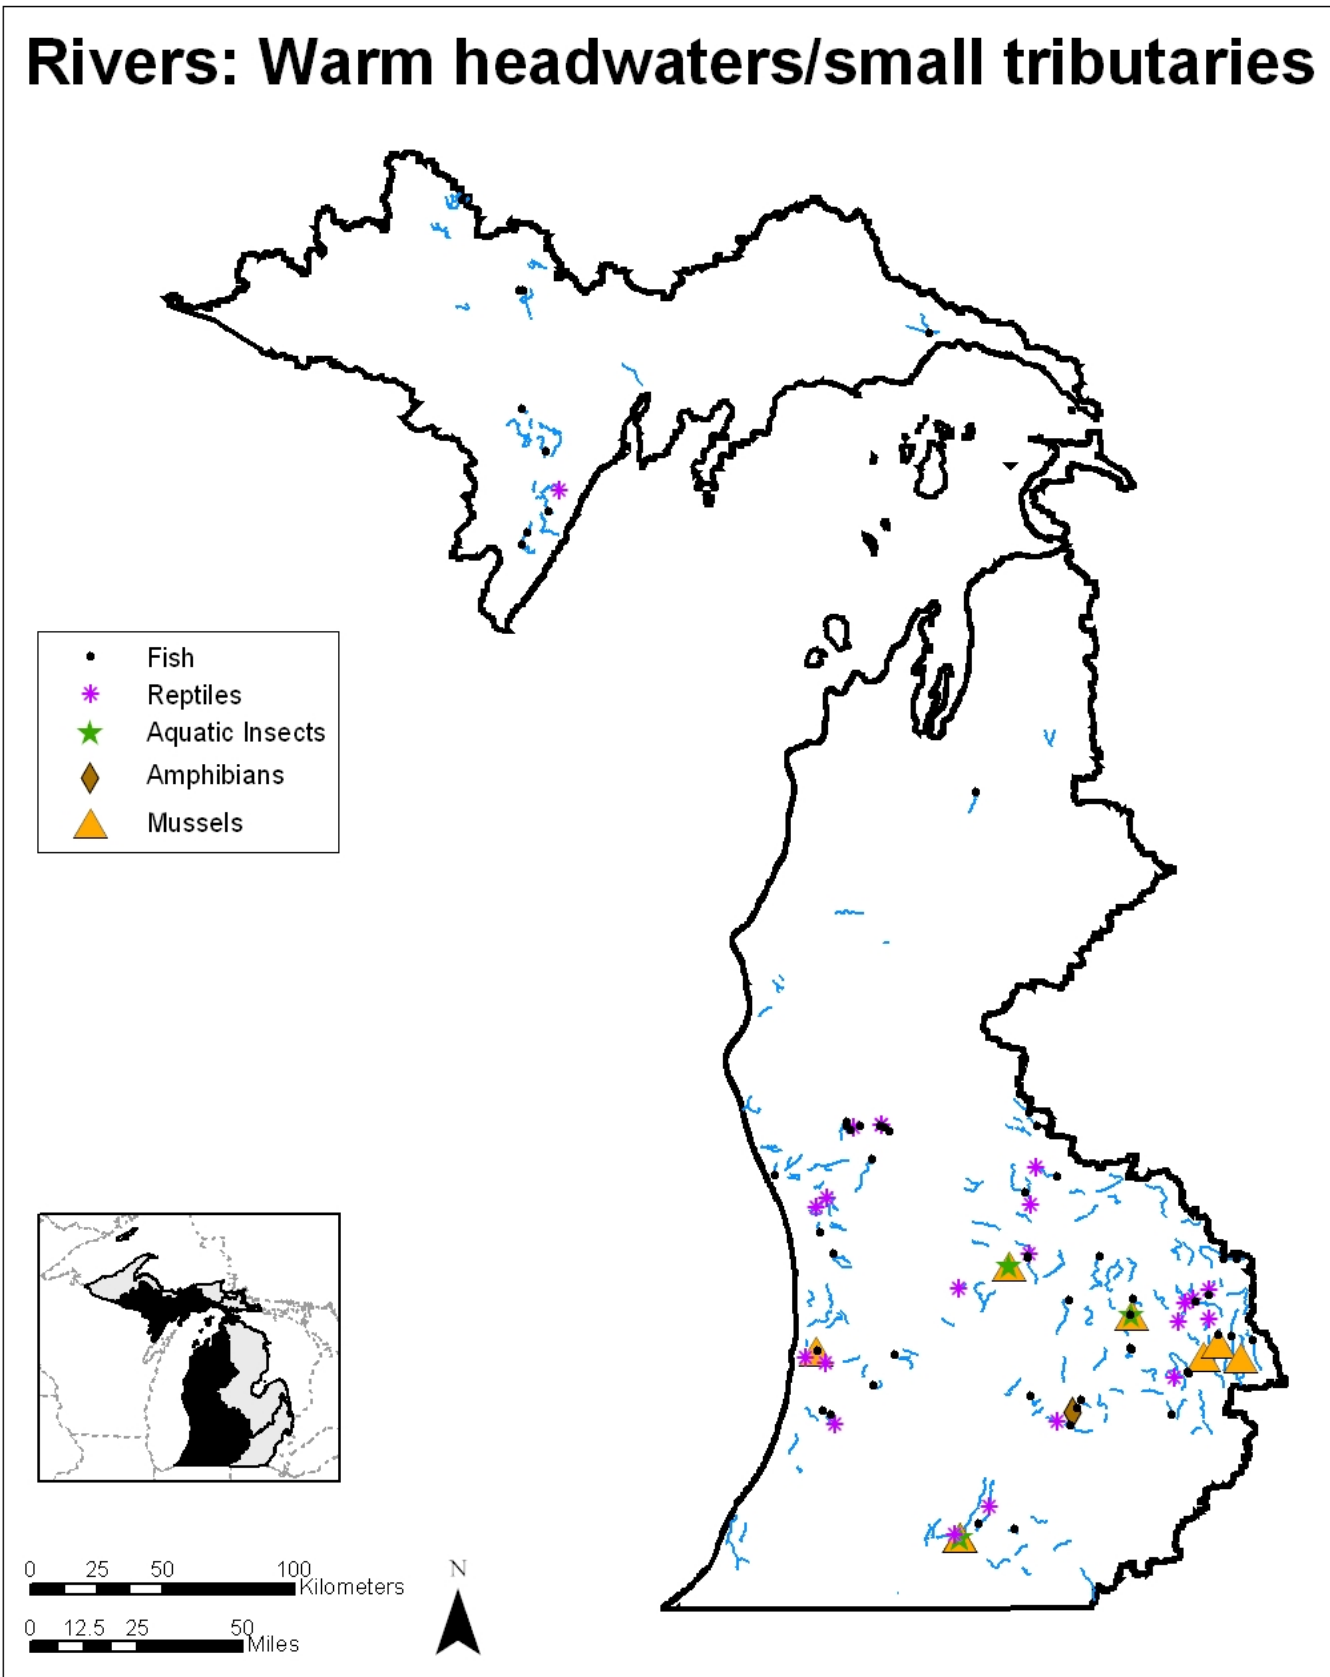 Rivers: Warm headwaters/small tributaries
Fish
Reptiles
Aquatic Insects
Amphibians
Mussels
0 25 50 100
Kilometers
0 12.5 25 50
Miles
N